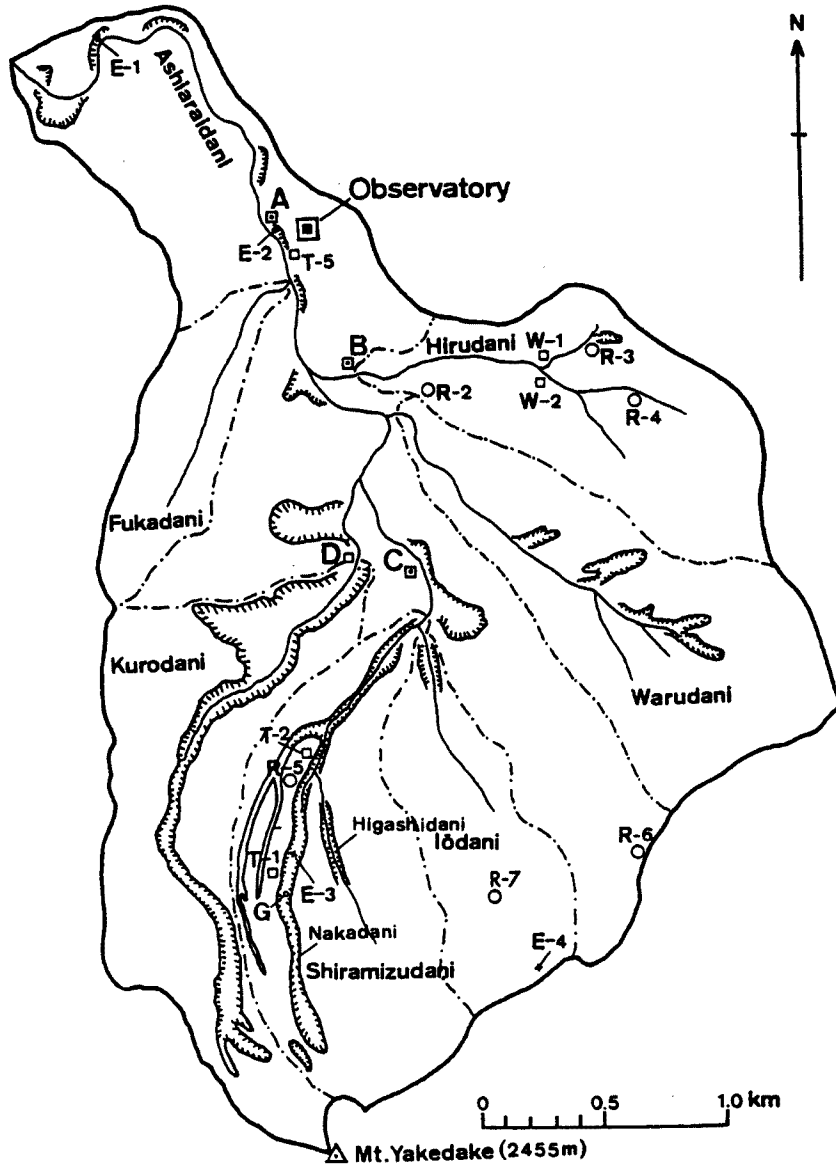 N
E-1
Ashiaraidani
Observatory
A
E-2
T-5
B
Hirudani
W-1
R-3
R-2
W-2
R-4
Fukadani
D
C
Kurodani
Warudani
T-2
R-5
Higashidani
Iōdani
R-6
T-1
E-3
R-7
G
Nakadani
E-4
Shiramizudani
0 0.5 1.0 km
Mt. Yakedake (2455m)